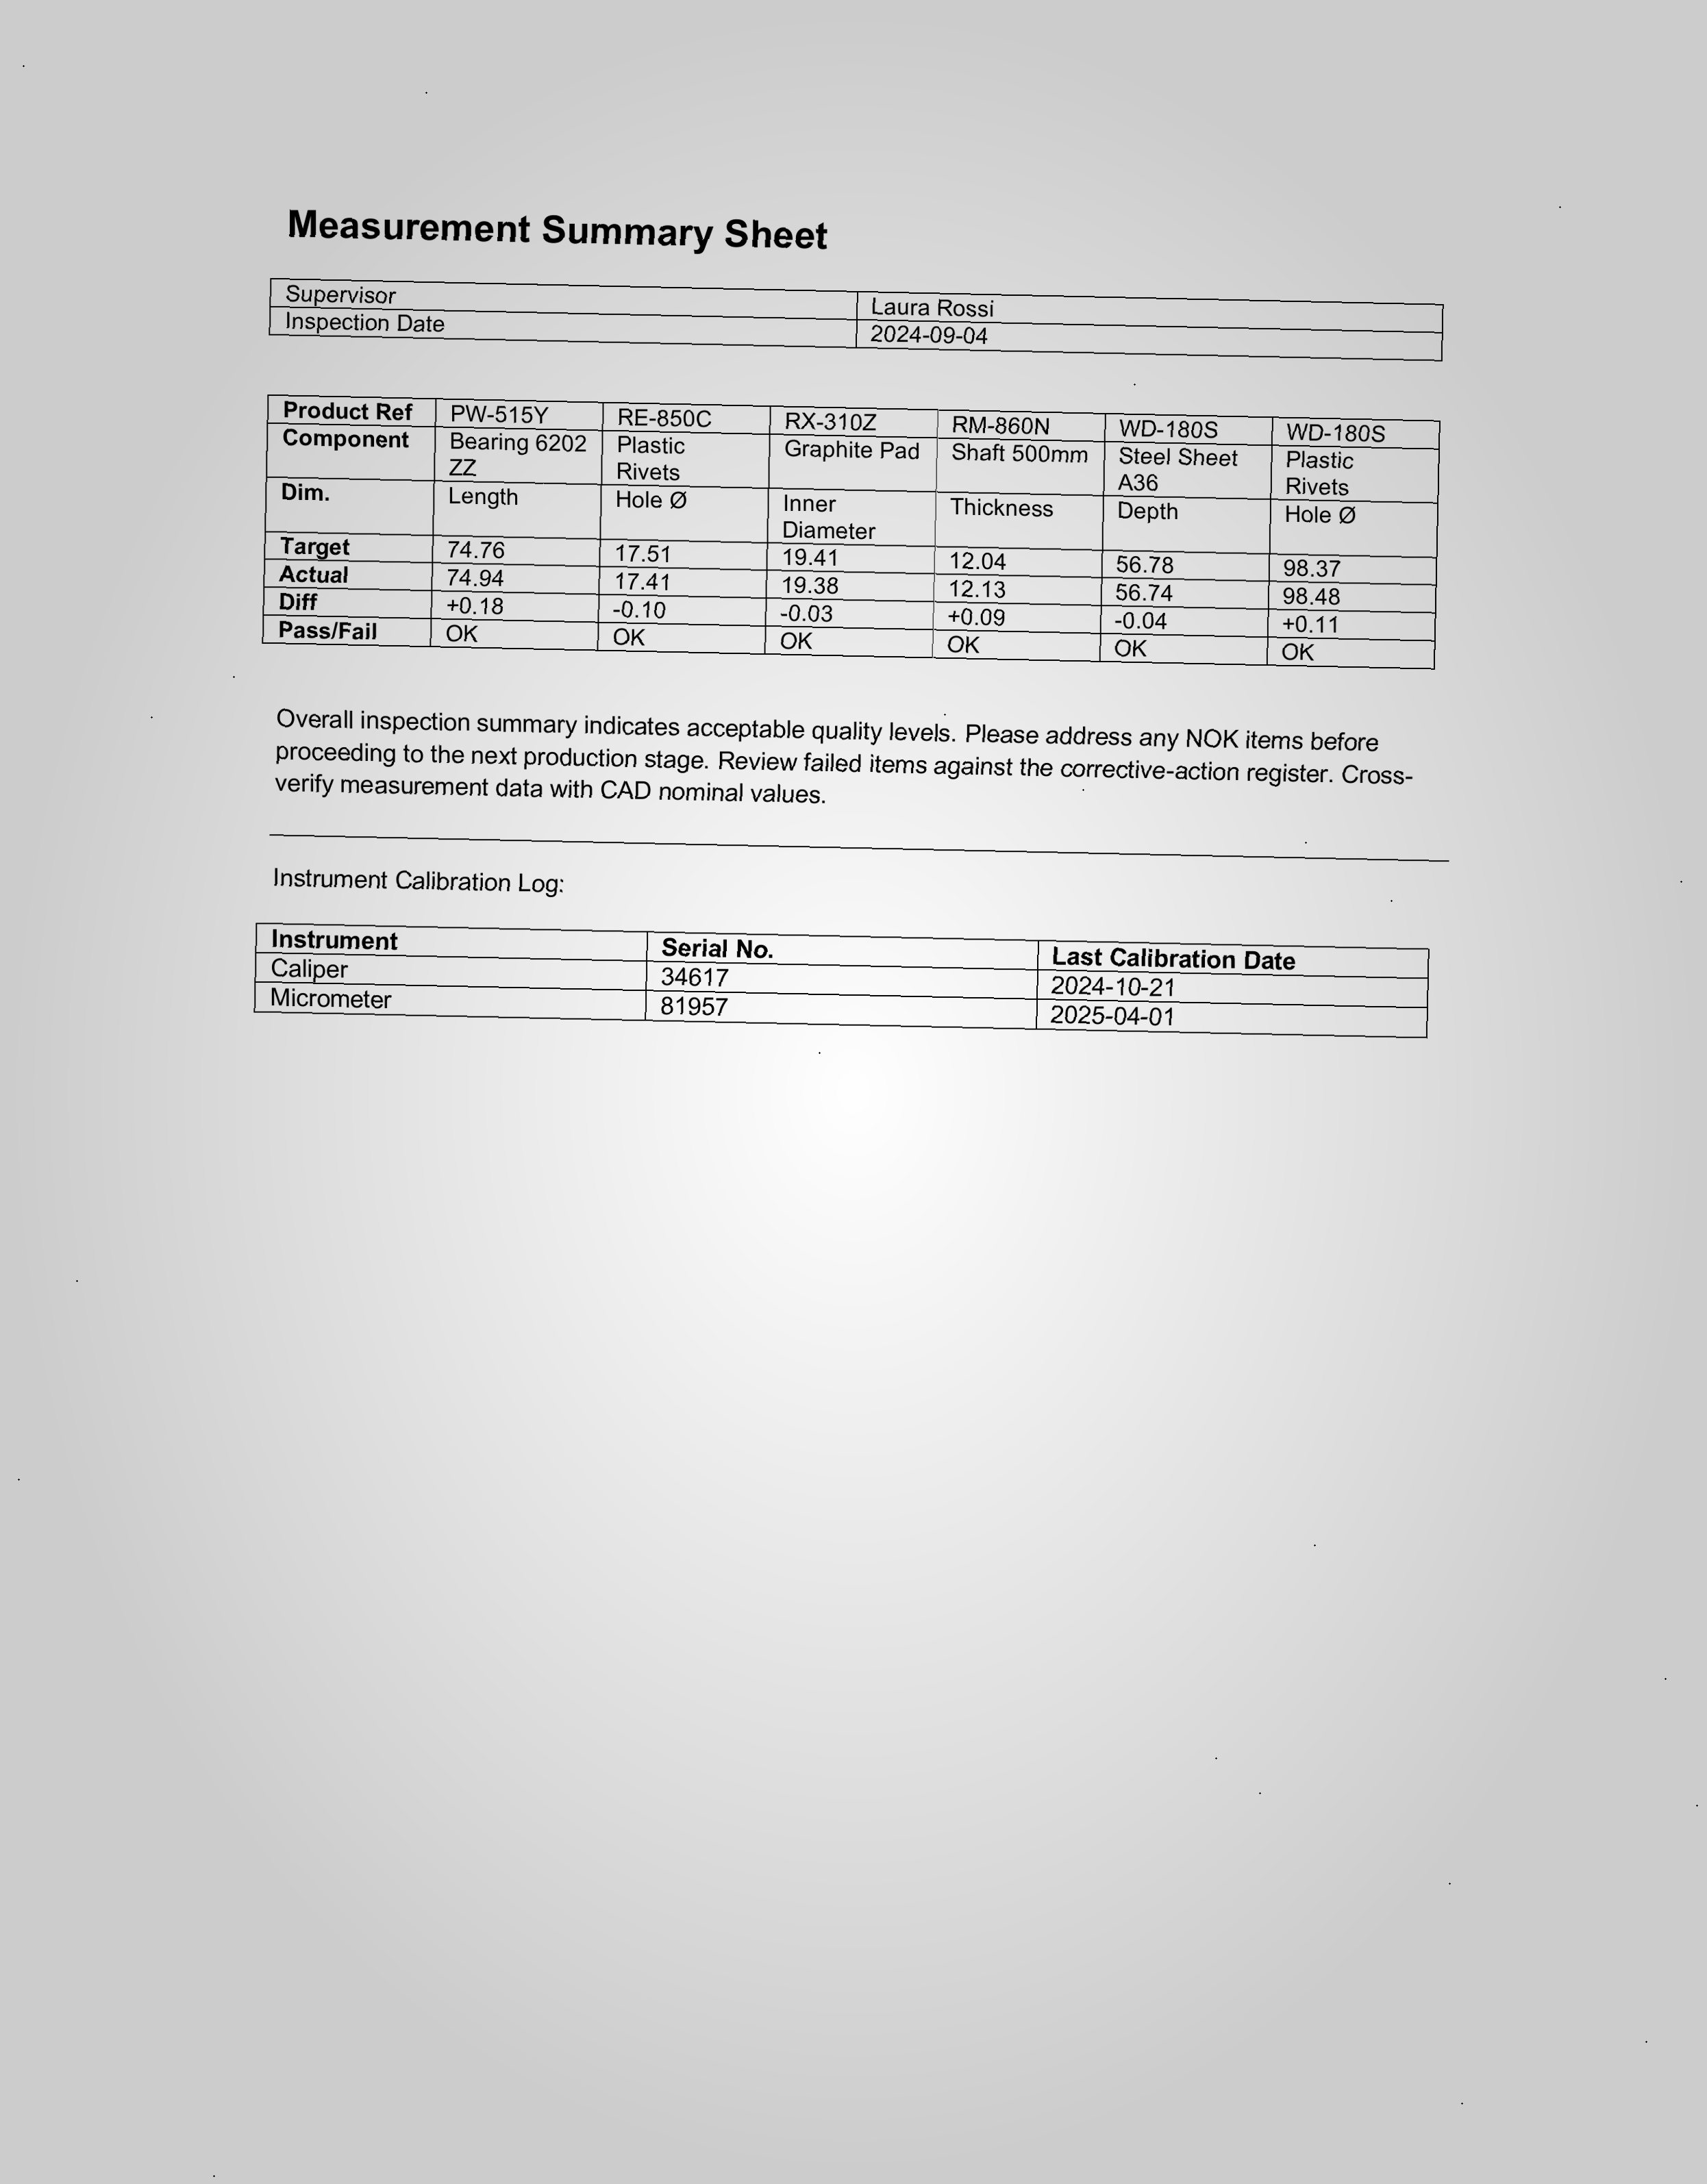 Measurement Summary Sheet
Supervisor Laura Rossi
Inspection Date 2024-09-04
Product Ref PW-515Y RE-850C RX-310Z RM-860N WD-180S WD-180S
Component Bearing 6202 ZZ Plastic Rivets Graphite Pad Shaft 500mm Steel Sheet A36 Plastic Rivets
Dim. Length Hole Ø Inner Diameter Thickness Depth Hole Ø
Target 74.76 17.51 19.41 12.04 56.78 98.37
Actual 74.94 17.41 19.38 12.13 56.74 98.48
Diff +0.18 -0.10 -0.03 +0.09 -0.04 +0.11
Pass/Fail OK OK OK OK OK OK
Overall inspection summary indicates acceptable quality levels. Please address any NOK items before
proceeding to the next production stage. Review failed items against the corrective-action register. Cross-
verify measurement data with CAD nominal values.
Instrument Calibration Log:
Instrument Serial No. Last Calibration Date
Caliper 34617 2024-10-21
Micrometer 81957 2025-04-01